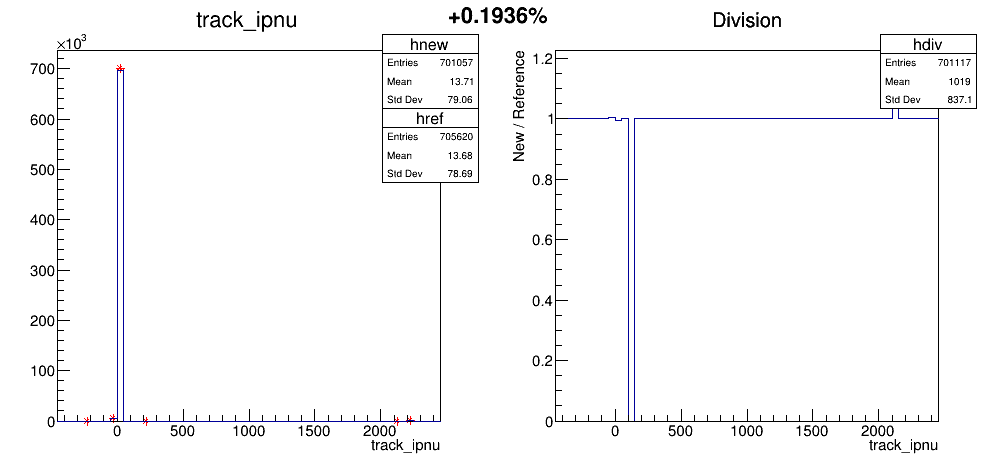 track_ipnu
+0.1936%
Division
×10³
hnew
Entries 701057
Mean 13.71
Std Dev 79.06
href
Entries 705620
Mean 13.68
Std Dev 78.69
700
600
500
400
300
200
100
0
0 500 1000 1500 2000
track_ipnu
hdiv
Entries 701117
Mean 1019
Std Dev 837.1
New / Reference
1.2
1
0.8
0.6
0.4
0.2
0
0 500 1000 1500 2000
track_ipnu